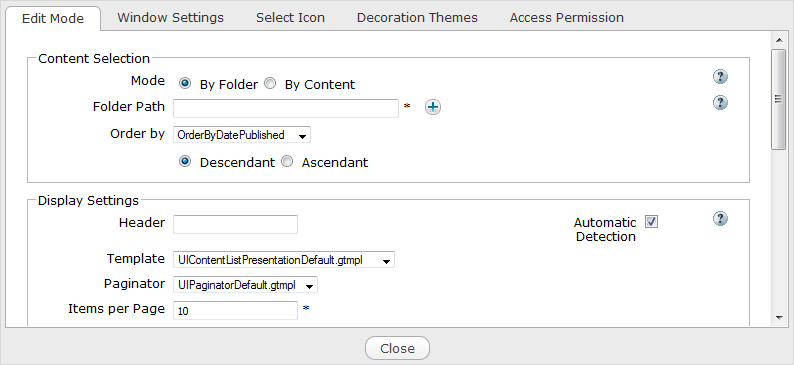 Edit Mode Window Settings Select Icon Decoration Themes Access Permission
Content Selection
Mode By Folder By Content ?
Folder Path * + ?
Order by OrderByDatePublished
Descendant Ascendant
Display Settings
Header Automatic Detection ?
Template UIContentListPresentationDefault.gtmpl
Paginator UIPaginatorDefault.gtmpl
Items per Page 10 *
Close